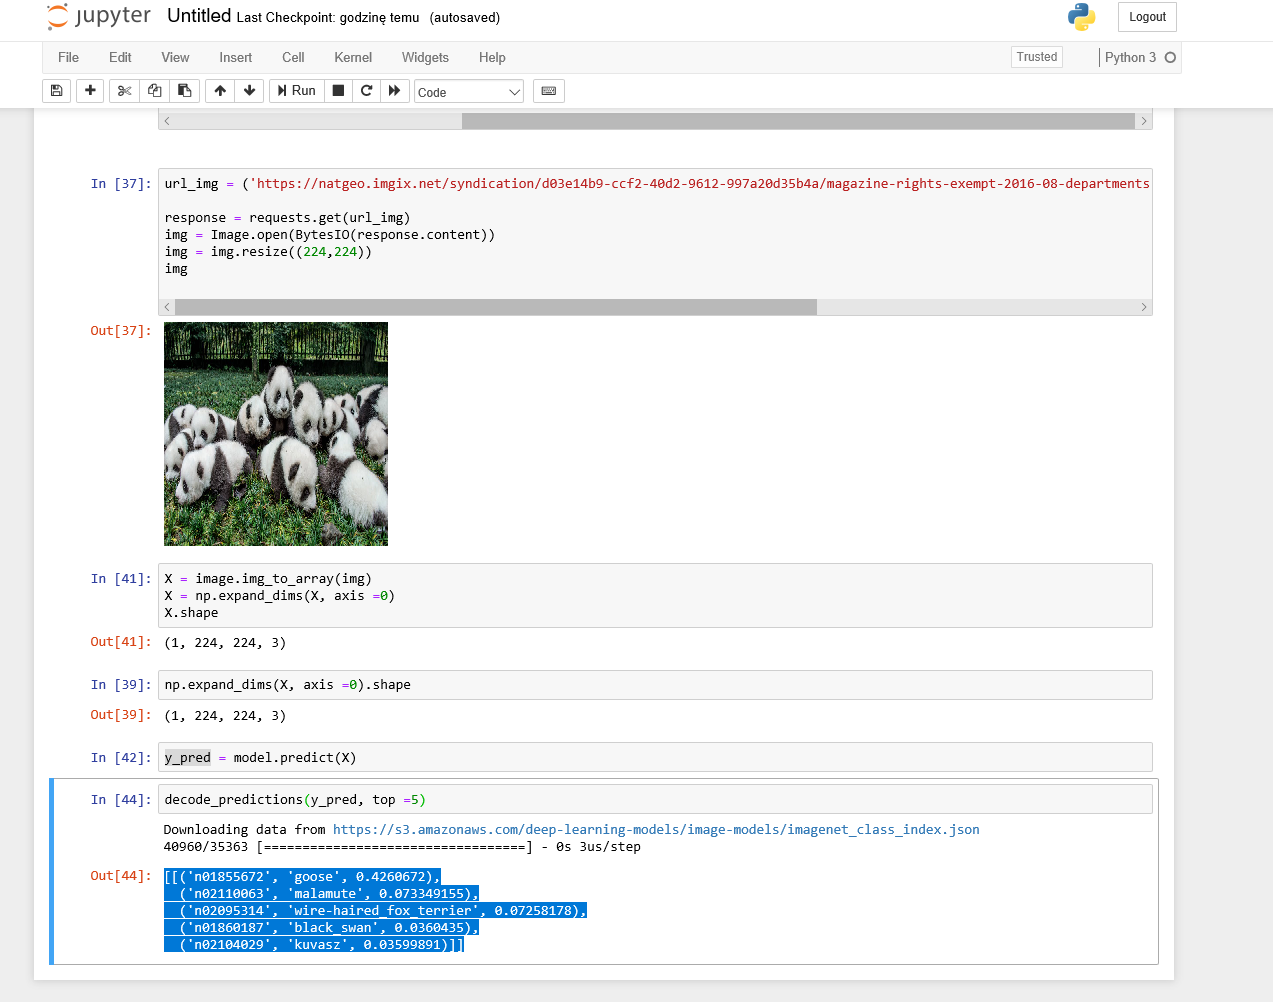 jupyter Untitled Last Checkpoint: godzinę temu (autosaved)
Logout
File Edit View Insert Cell Kernel Widgets Help
Trusted
Python 3
Run
Code
In [37]: url_img = ('https://natgeo.imgix.net/syndication/d03e14b9-ccf2-40d2-9612-997a20d35b4a/magazine-rights-exempt-2016-08-departments
response = requests.get(url_img)
img = Image.open(BytesIO(response.content))
img = img.resize((224,224))
img
Out[37]:
In [41]: X = image.img_to_array(img)
X = np.expand_dims(X, axis =0)
X.shape
Out[41]: (1, 224, 224, 3)
In [39]: np.expand_dims(X, axis =0).shape
Out[39]: (1, 224, 224, 3)
In [42]: y_pred = model.predict(X)
In [44]: decode_predictions(y_pred, top =5)
Downloading data from https://s3.amazonaws.com/deep-learning-models/image-models/imagenet_class_index.json
40960/35363 [==================================] - 0s 3us/step
Out[44]: [[('n01855672', 'goose', 0.4260672),
('n02110063', 'malamute', 0.073349155),
('n02095314', 'wire-haired_fox_terrier', 0.07258178),
('n01860187', 'black_swan', 0.0360435),
('n02104029', 'kuvasz', 0.03599891)]]